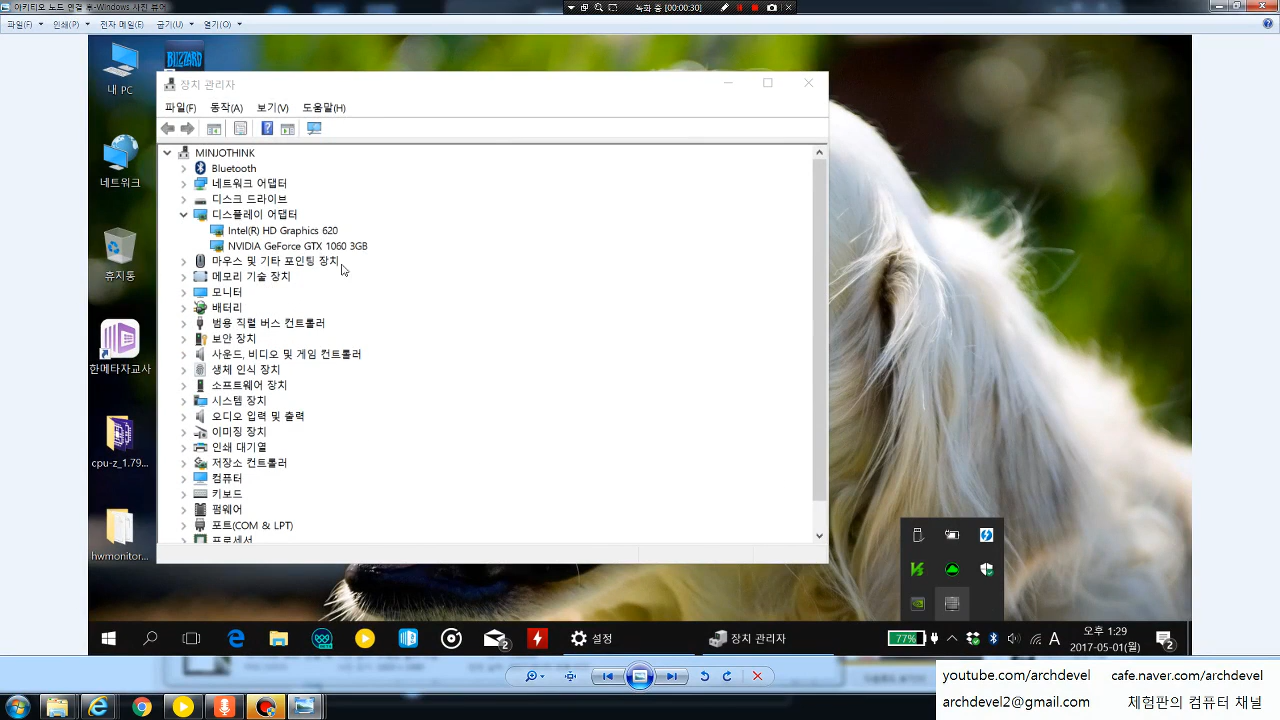 아키티오 노드 연결 후-Windows 사진 뷰어
녹화 중 [00:00:30]
파일(F) 인쇄(P) 전자 메일(E) 굽기(U) 열기(O)
BLIZZARD
내 PC
네트워크
휴지통
한메타자교사
cpu-z_1.79...
hwmonitor...
장치 관리자
파일(F) 동작(A) 보기(V) 도움말(H)
MINJOTHINK
Bluetooth
네트워크 어댑터
디스크 드라이브
디스플레이 어댑터
Intel(R) HD Graphics 620
NVIDIA GeForce GTX 1060 3GB
마우스 및 기타 포인팅 장치
메모리 기술 장치
모니터
배터리
범용 직렬 버스 컨트롤러
보안 장치
사운드, 비디오 및 게임 컨트롤러
생체 인식 장치
소프트웨어 장치
시스템 장치
오디오 입력 및 출력
이미징 장치
인쇄 대기열
저장소 컨트롤러
컴퓨터
키보드
펌웨어
포트(COM & LPT)
프로세서
2
설정
장치 관리자
77%
A
오후 1:29
2017-05-01(월)
2
youtube.com/archdevel cafe.naver.com/archdevel
archdevel2@gmail.com 체험판의 컴퓨터 채널